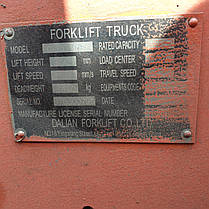 FORKLIFT TRUCK
MODEL RATED CAPACITY
LIFT HEIGHT mm LOAD CENTER
LIFT SPEED mm/s TRAVEL SPEED
DEADWEIGHT kg EQUIPMENTS CODE
SERIAL NO. DATE
MANUFACTURE LICENSE SERIAL NUMBER
DALIAN FORKLIFT CO.,LTD